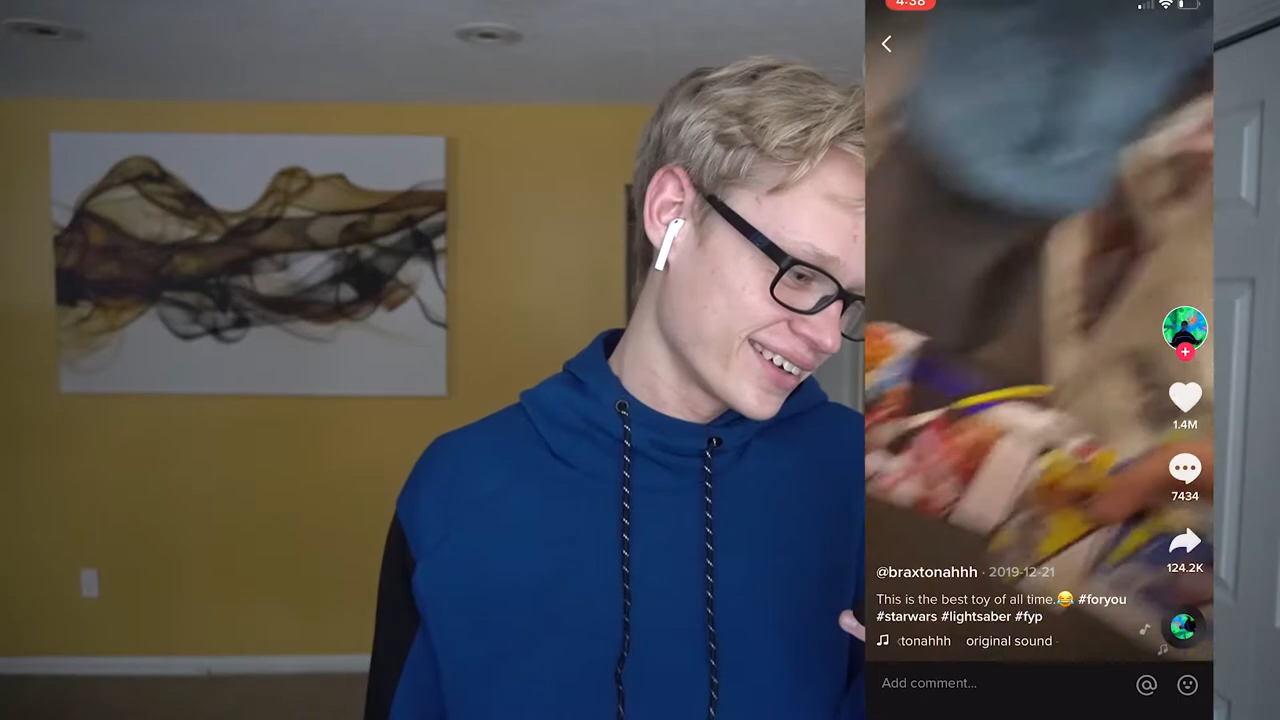 4:38
1.4M
7434
124.2K
@braxtonahhh · 2019-12-21
This is the best toy of all time.😂 #foryou
#starwars #lightsaber #fyp
tonahhh original sound
Add comment...